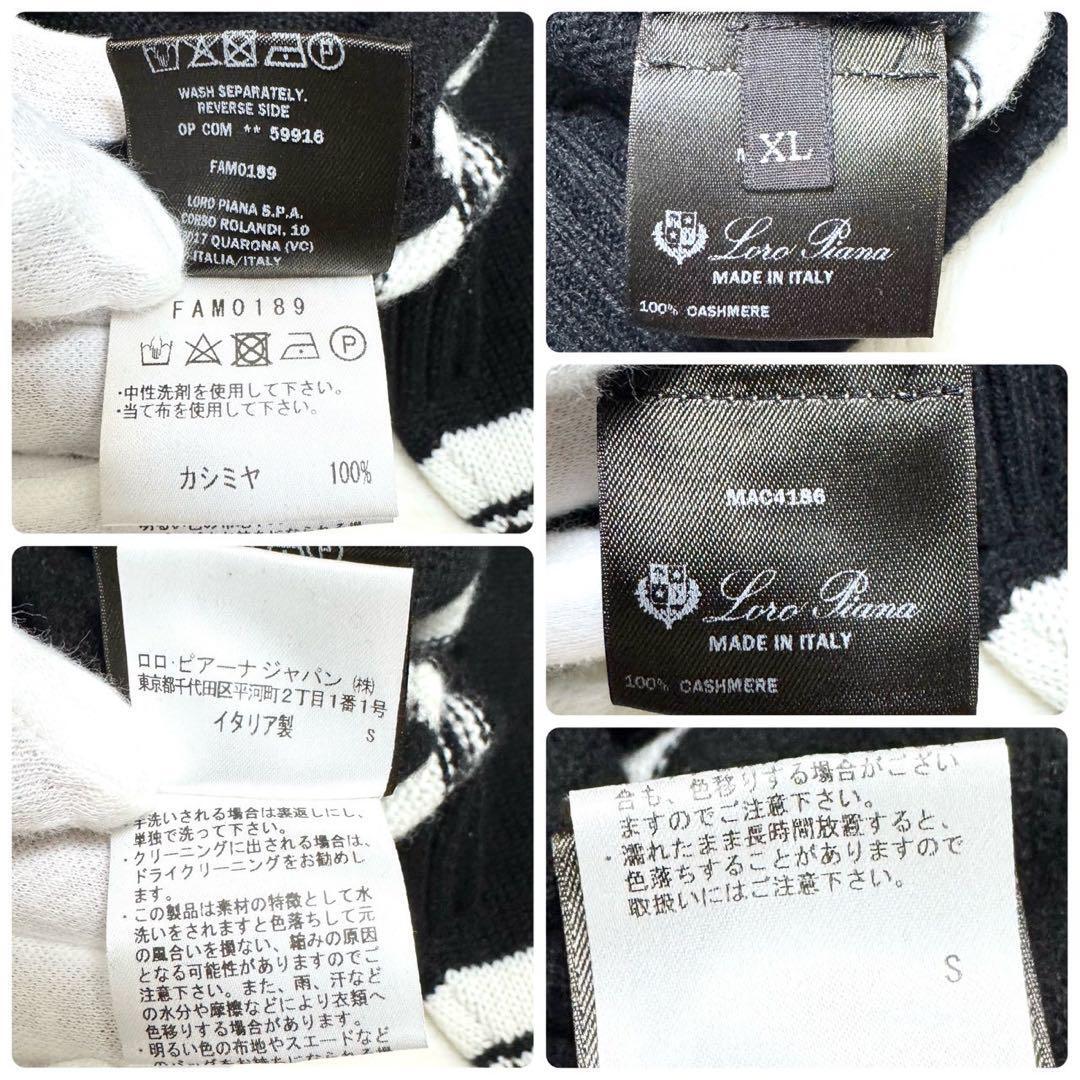 WASH SEPARATELY.
REVERSE SIDE
OP COM ** 59916
FAM0189
LORO PIANA S.P.A.
CORSO ROLANDI, 10
QUARONA (VC)
ITALIA/ITALY
FAM0189
P
・中性洗剤を使用して下さい。
・当て布を使用して下さい。
カシミヤ 100%
XL
Loro Piana
MADE IN ITALY
100% CASHMERE
MAC4186
Loro Piana
MADE IN ITALY
100% CASHMERE
ロロ・ピアーナ ジャパン (株)
東京都千代田区平河町2丁目1番1号
イタリア製 S
手洗いされる場合は裏返しにし、
単独で洗って下さい。
・クリーニングに出される場合は、
ドライクリーニングをお勧めし
ます。
・この製品は素材の特徴として水
洗いをされますと色落ちして元
の風合いを損ない、縮みの原因
となる可能性がありますのでご
注意下さい。また、雨、汗など
の水分や摩擦などにより衣類へ
色移りする場合があります。
・明るい色の布地やスエードなど
のバッグをお持ちになられる場
合も、色移りする場合がござい
ますのでご注意下さい。
・濡れたまま長時間放置すると、
色落ちすることがありますので
取扱いにはご注意下さい。
S